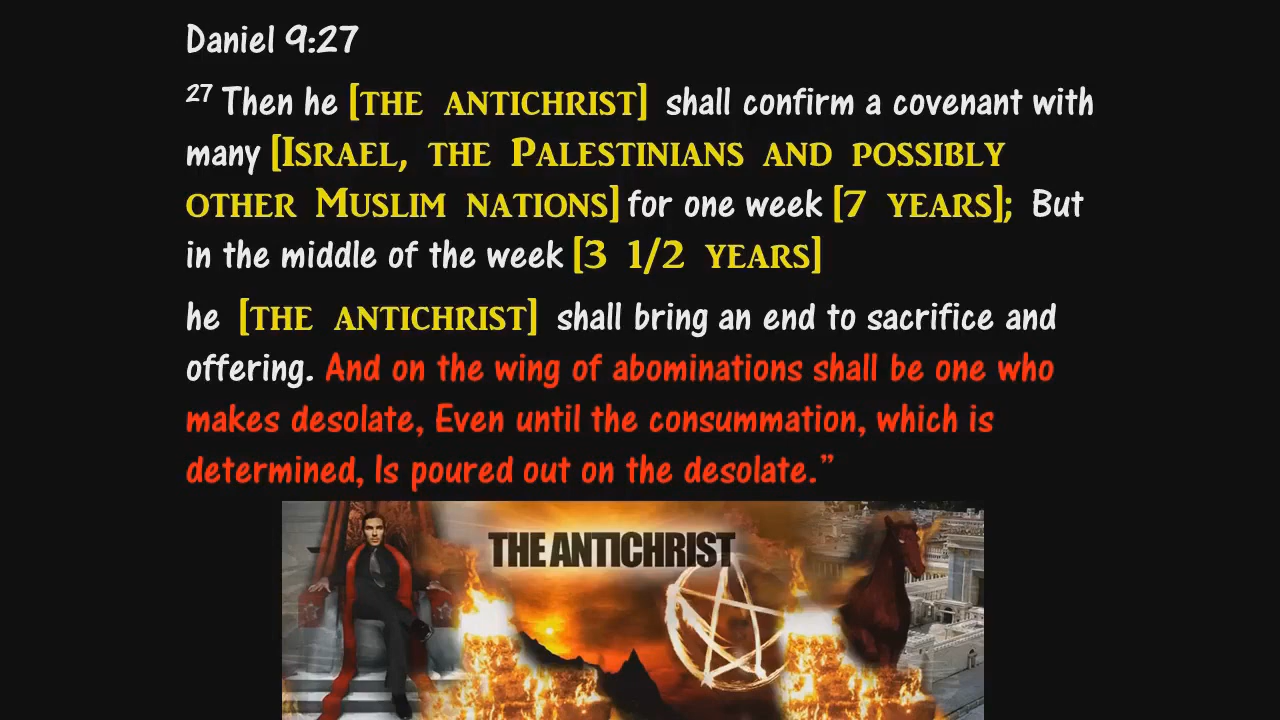 Daniel 9:27
27 Then he [THE ANTICHRIST] shall confirm a covenant with
many [ISRAEL, THE PALESTINIANS AND POSSIBLY
OTHER MUSLIM NATIONS] for one week [7 YEARS]; But
in the middle of the week [3 1/2 YEARS]
he [THE ANTICHRIST] shall bring an end to sacrifice and
offering. And on the wing of abominations shall be one who
makes desolate, Even until the consummation, which is
determined, Is poured out on the desolate.”
THE ANTICHRIST